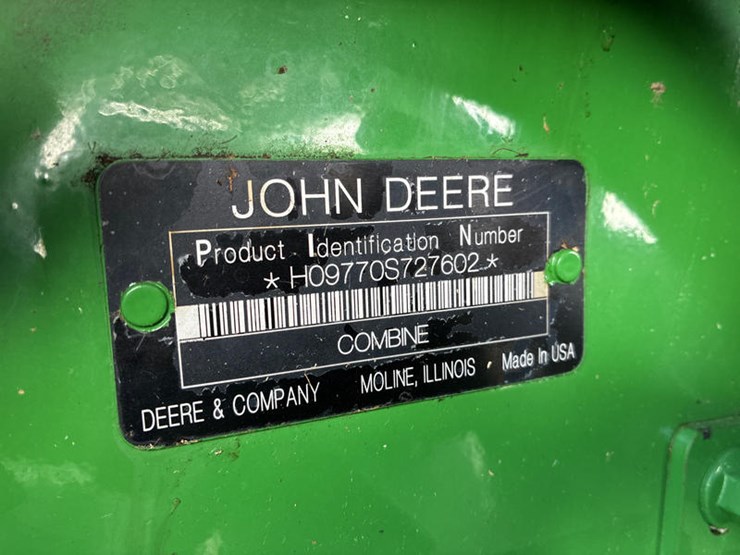 JOHN DEERE
Product Identification Number
* H09770S727602 *
COMBINE
DEERE & COMPANY MOLINE, ILLINOIS Made In USA